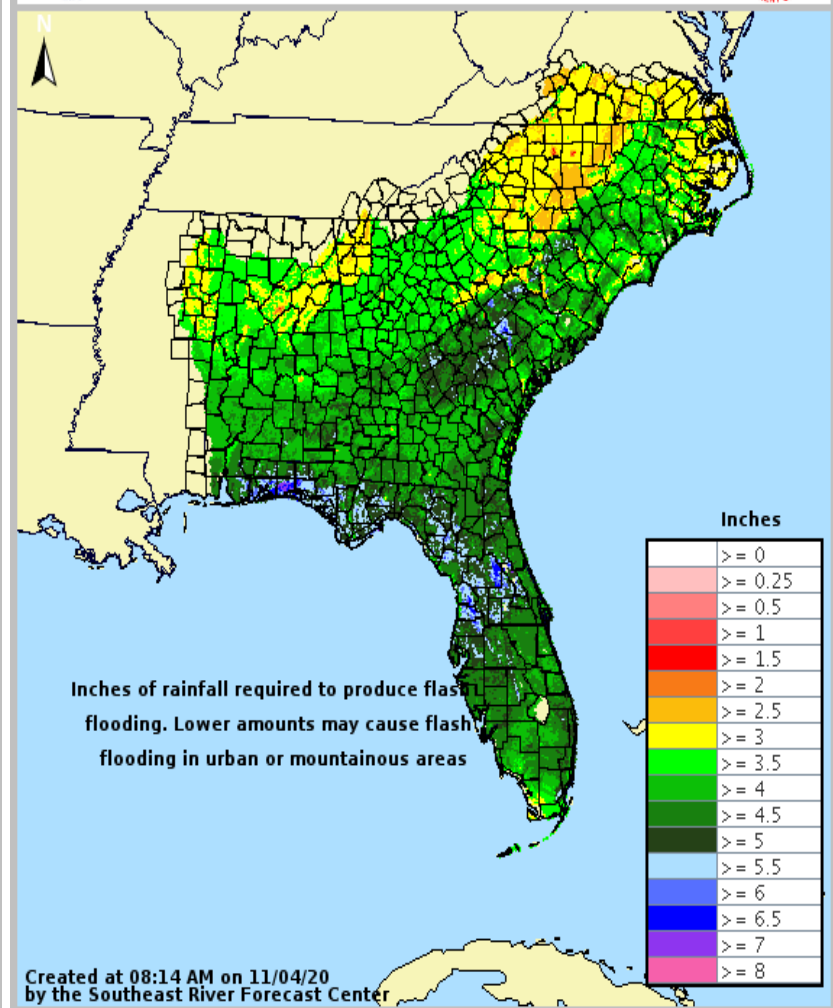 N
Inches of rainfall required to produce flash
flooding. Lower amounts may cause flash
flooding in urban or mountainous areas
Inches
>= 0
>= 0.25
>= 0.5
>= 1
>= 1.5
>= 2
>= 2.5
>= 3
>= 3.5
>= 4
>= 4.5
>= 5
>= 5.5
>= 6
>= 6.5
>= 7
>= 8
Created at 08:14 AM on 11/04/20
by the Southeast River Forecast Center